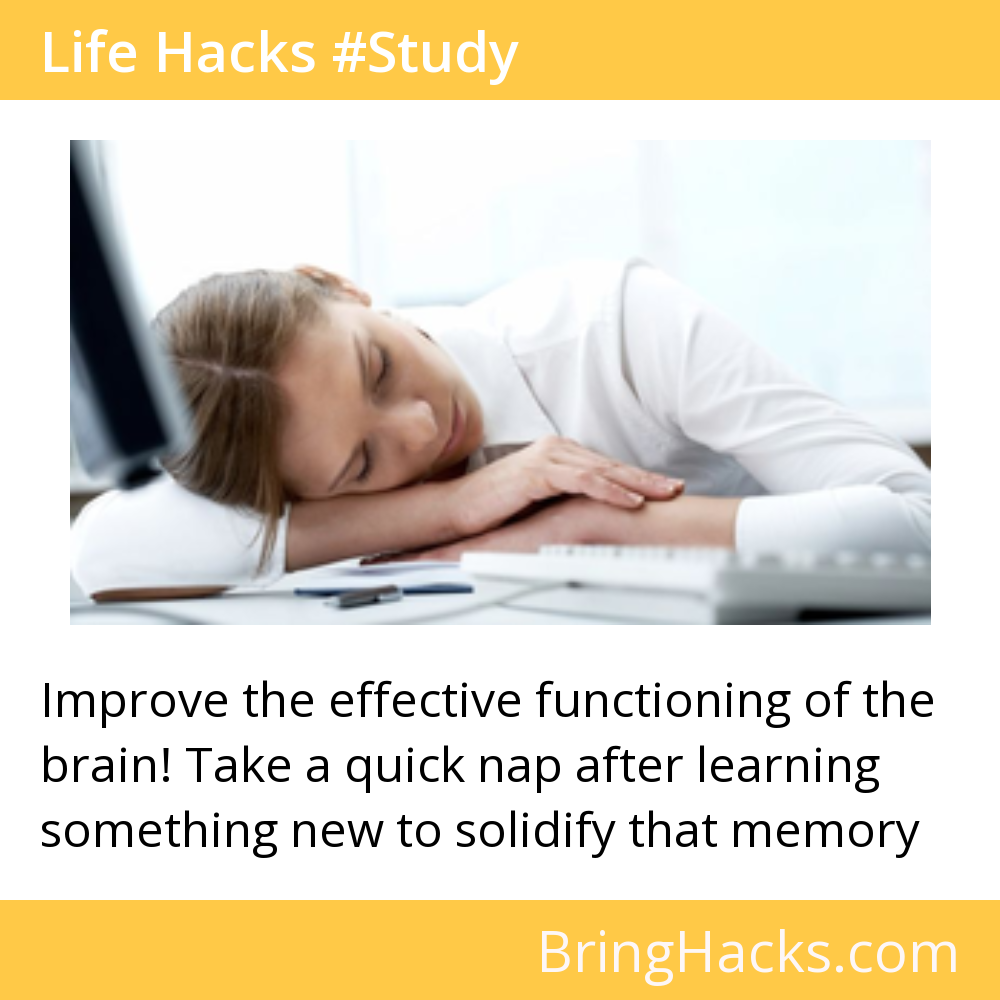 Life Hacks #Study
Improve the effective functioning of the
brain! Take a quick nap after learning
something new to solidify that memory
BringHacks.com